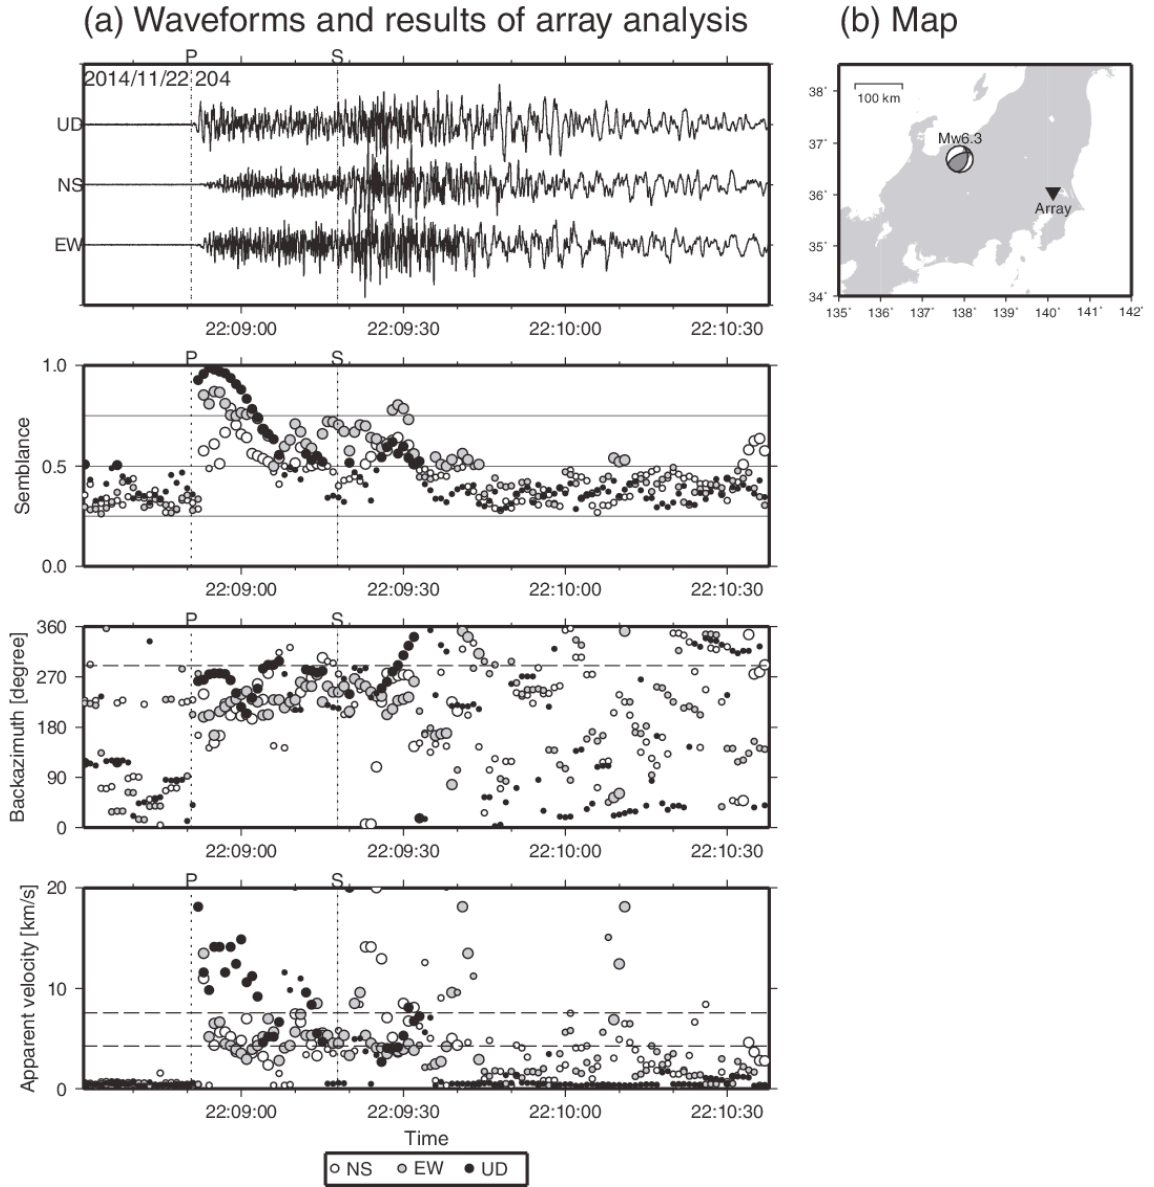 (a) Waveforms and results of array analysis
P S
2014/11/22 204
UD
NS
EW
22:09:00 22:09:30 22:10:00 22:10:30
P S
1.0
0.5
0.0
Semblance
22:09:00 22:09:30 22:10:00 22:10:30
P S
360
270
180
90
0
Backazimuth [degree]
22:09:00 22:09:30 22:10:00 22:10:30
P S
20
10
0
Apparent velocity [km/s]
22:09:00 22:09:30 22:10:00 22:10:30
Time
NS EW UD
(b) Map
38˚
37˚
36˚
35˚
34˚
100 km
Mw6.3
Array
135˚ 136˚ 137˚ 138˚ 139˚ 140˚ 141˚ 142˚